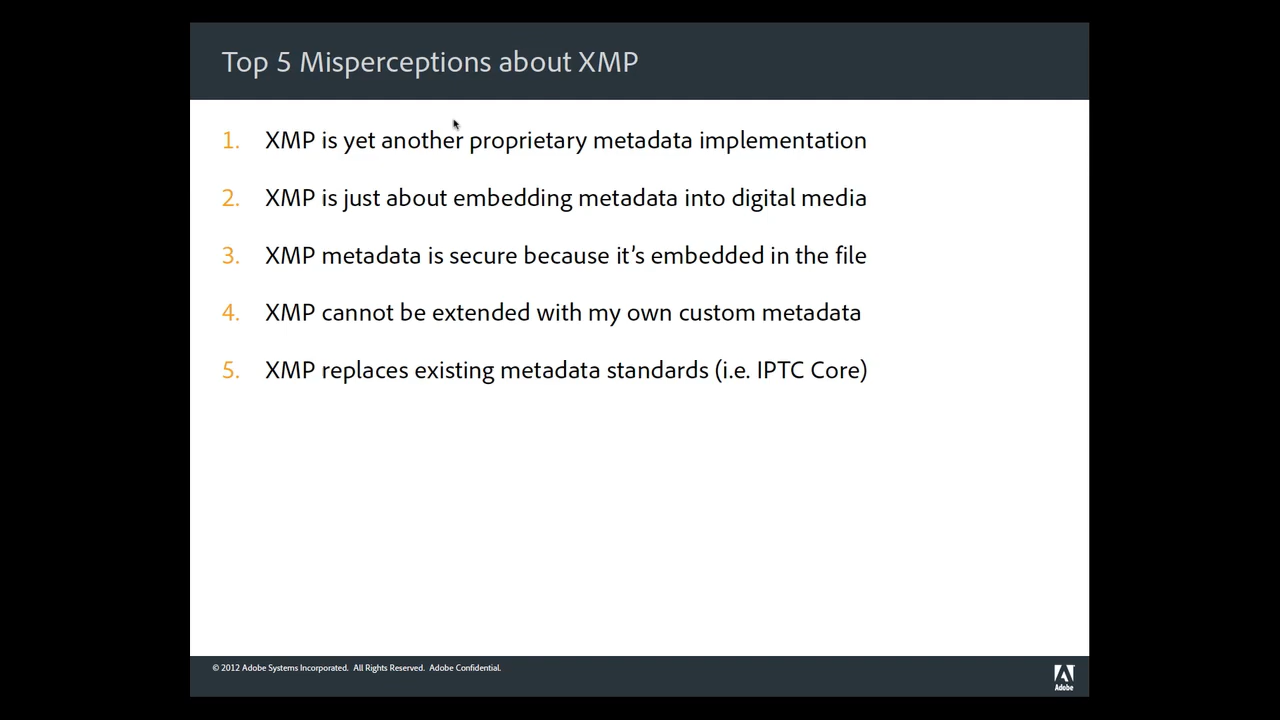 Top 5 Misperceptions about XMP
1. XMP is yet another proprietary metadata implementation
2. XMP is just about embedding metadata into digital media
3. XMP metadata is secure because it’s embedded in the file
4. XMP cannot be extended with my own custom metadata
5. XMP replaces existing metadata standards (i.e. IPTC Core)
© 2012 Adobe Systems Incorporated. All Rights Reserved. Adobe Confidential.
Adobe